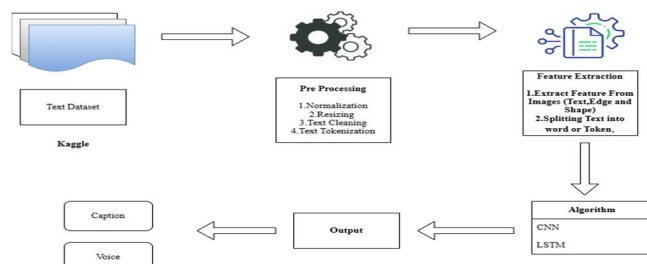 Text Dataset
Kaggle
Pre Processing
1.Normalization
2.Resizing
3.Text Cleaning
4.Text Tokenization
Feature Extraction
1.Extract Feature From
Images (Text,Edge and
Shape)
2.Splitting Text into
word or Token,
Algorithm
CNN
LSTM
Output
Caption
Voice